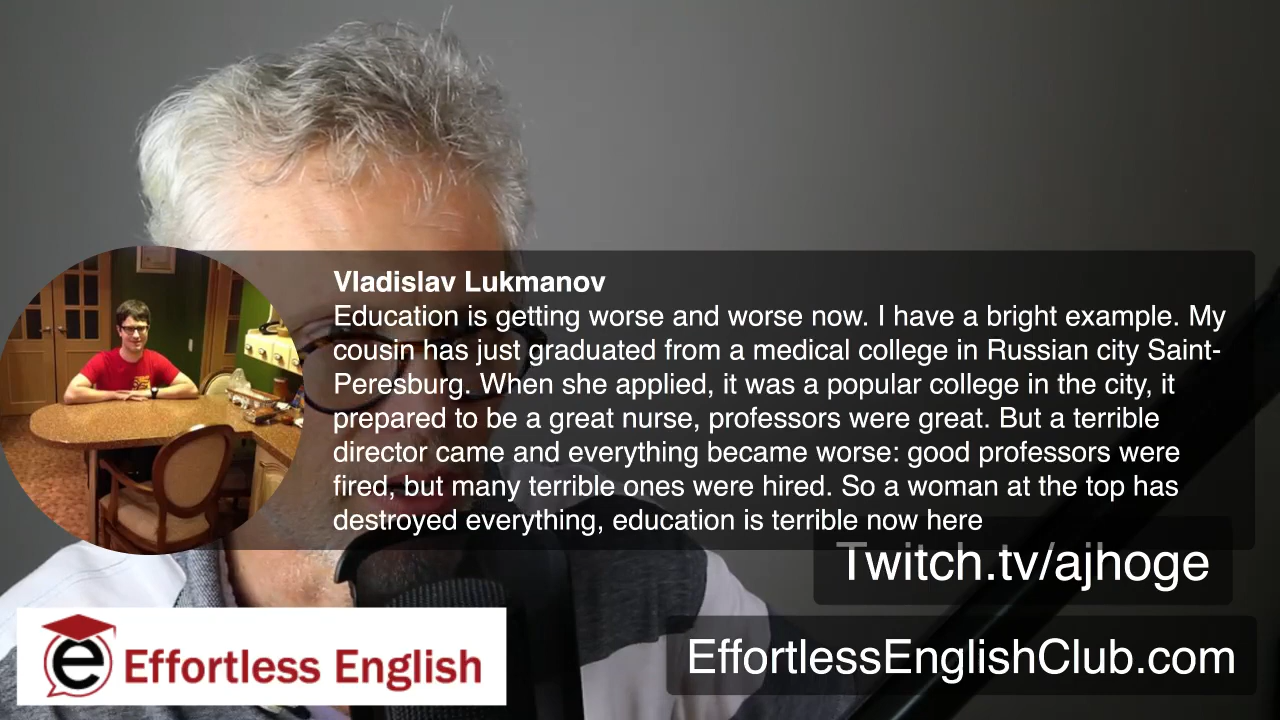 Vladislav Lukmanov
Education is getting worse and worse now. I have a bright example. My
cousin has just graduated from a medical college in Russian city Saint-
Peresburg. When she applied, it was a popular college in the city, it
prepared to be a great nurse, professors were great. But a terrible
director came and everything became worse: good professors were
fired, but many terrible ones were hired. So a woman at the top has
destroyed everything, education is terrible now here
Twitch.tv/ajhoge
e Effortless English
EffortlessEnglishClub.com